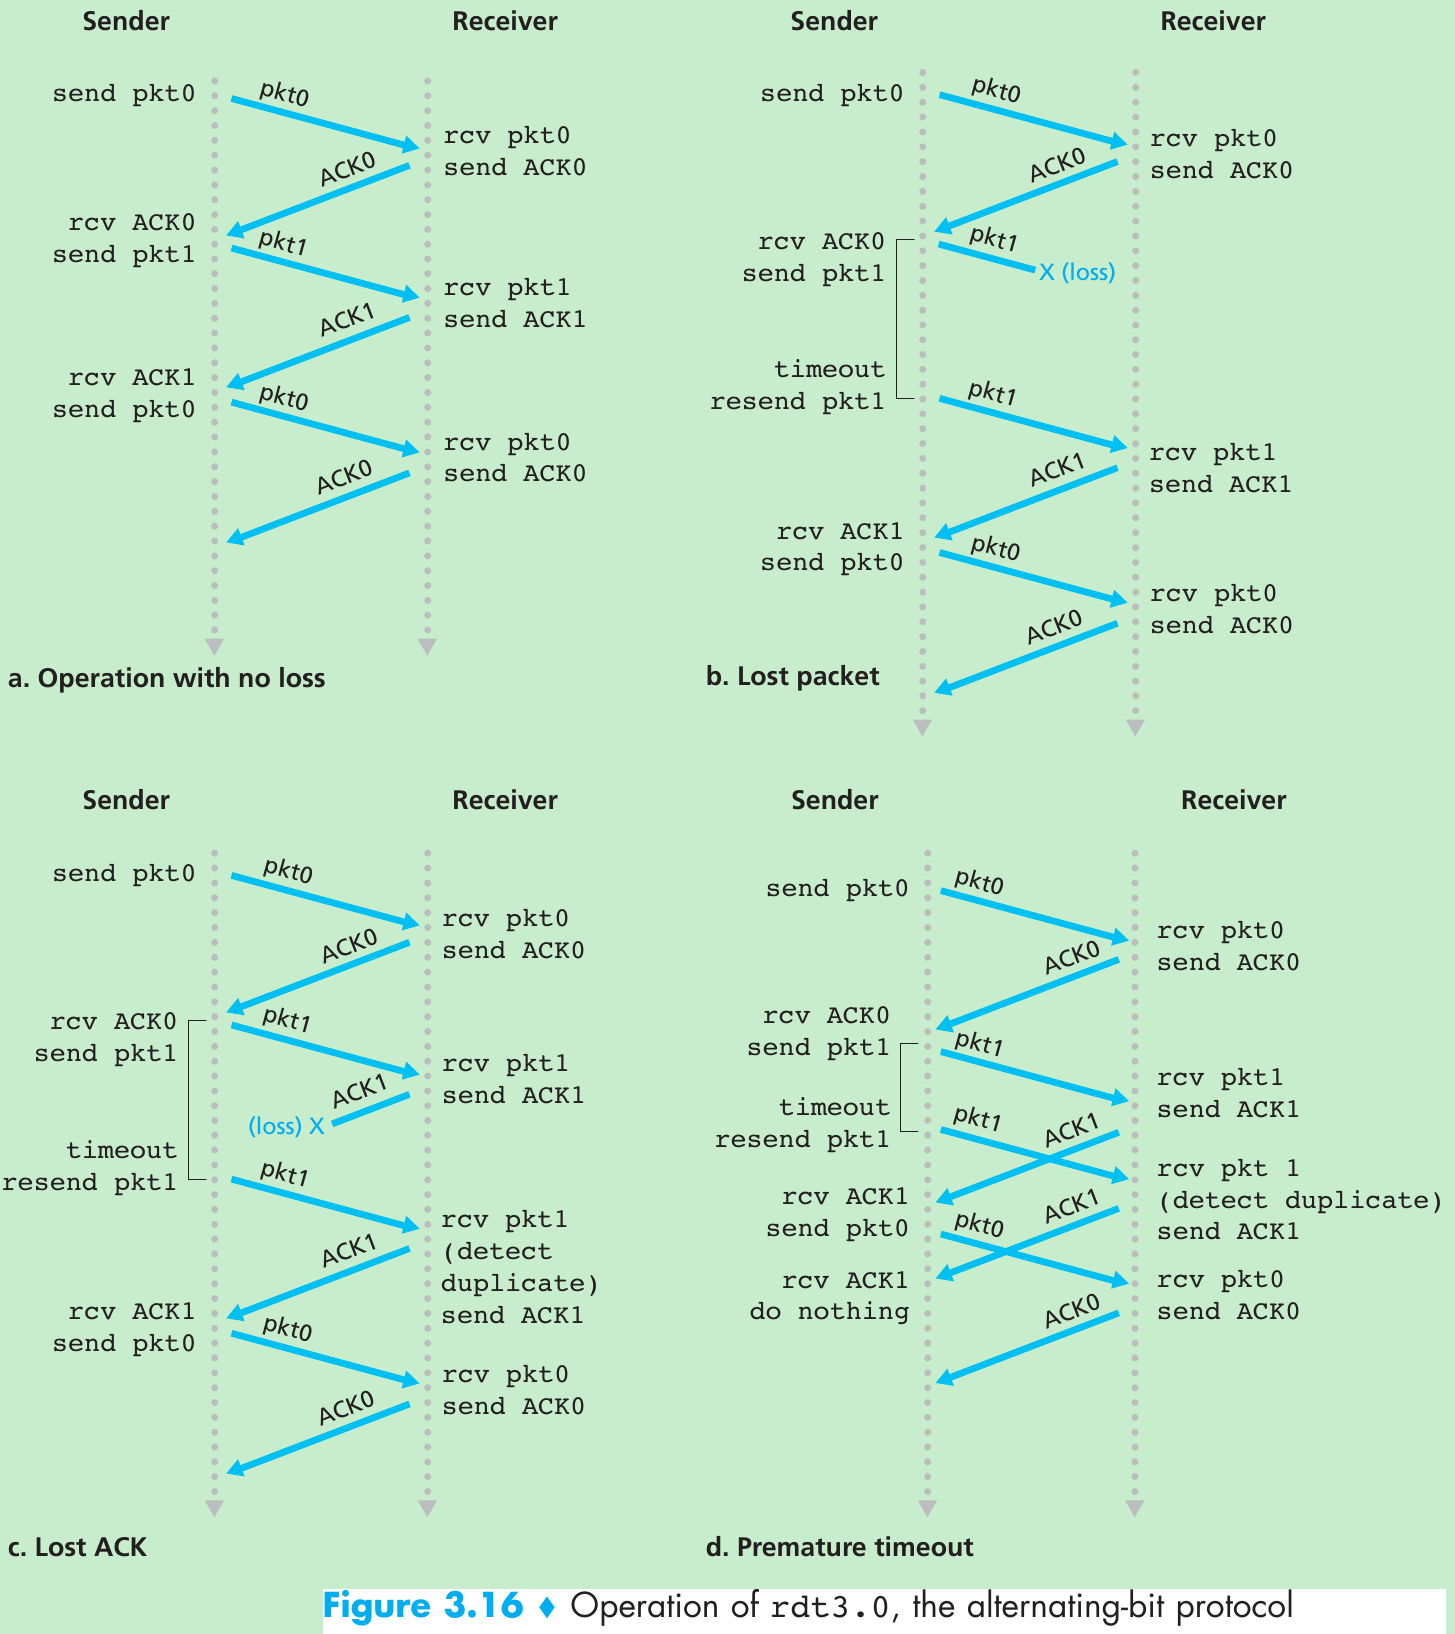 Sender
Receiver
send pkt0
pkt0
rcv pkt0
send ACK0
ACK0
rcv ACK0
send pkt1
pkt1
rcv pkt1
send ACK1
ACK1
rcv ACK1
send pkt0
pkt0
rcv pkt0
send ACK0
ACK0
a. Operation with no loss
Sender
Receiver
send pkt0
pkt0
rcv pkt0
send ACK0
ACK0
rcv ACK0
send pkt1
pkt1
X (loss)
timeout
resend pkt1
pkt1
rcv pkt1
send ACK1
ACK1
rcv ACK1
send pkt0
pkt0
rcv pkt0
send ACK0
ACK0
b. Lost packet
Sender
Receiver
send pkt0
pkt0
rcv pkt0
send ACK0
ACK0
rcv ACK0
send pkt1
pkt1
rcv pkt1
send ACK1
ACK1
(loss) X
timeout
resend pkt1
pkt1
rcv pkt1
(detect
duplicate)
send ACK1
ACK1
rcv ACK1
send pkt0
pkt0
rcv pkt0
send ACK0
ACK0
c. Lost ACK
Sender
Receiver
send pkt0
pkt0
rcv pkt0
send ACK0
ACK0
rcv ACK0
send pkt1
pkt1
rcv pkt1
send ACK1
timeout
resend pkt1
pkt1
ACK1
rcv pkt 1
(detect duplicate)
send ACK1
rcv ACK1
send pkt0
pkt0
ACK1
rcv ACK1
do nothing
rcv pkt0
send ACK0
ACK0
d. Premature timeout
Figure 3.16 ♦ Operation of rdt3.0, the alternating-bit protocol